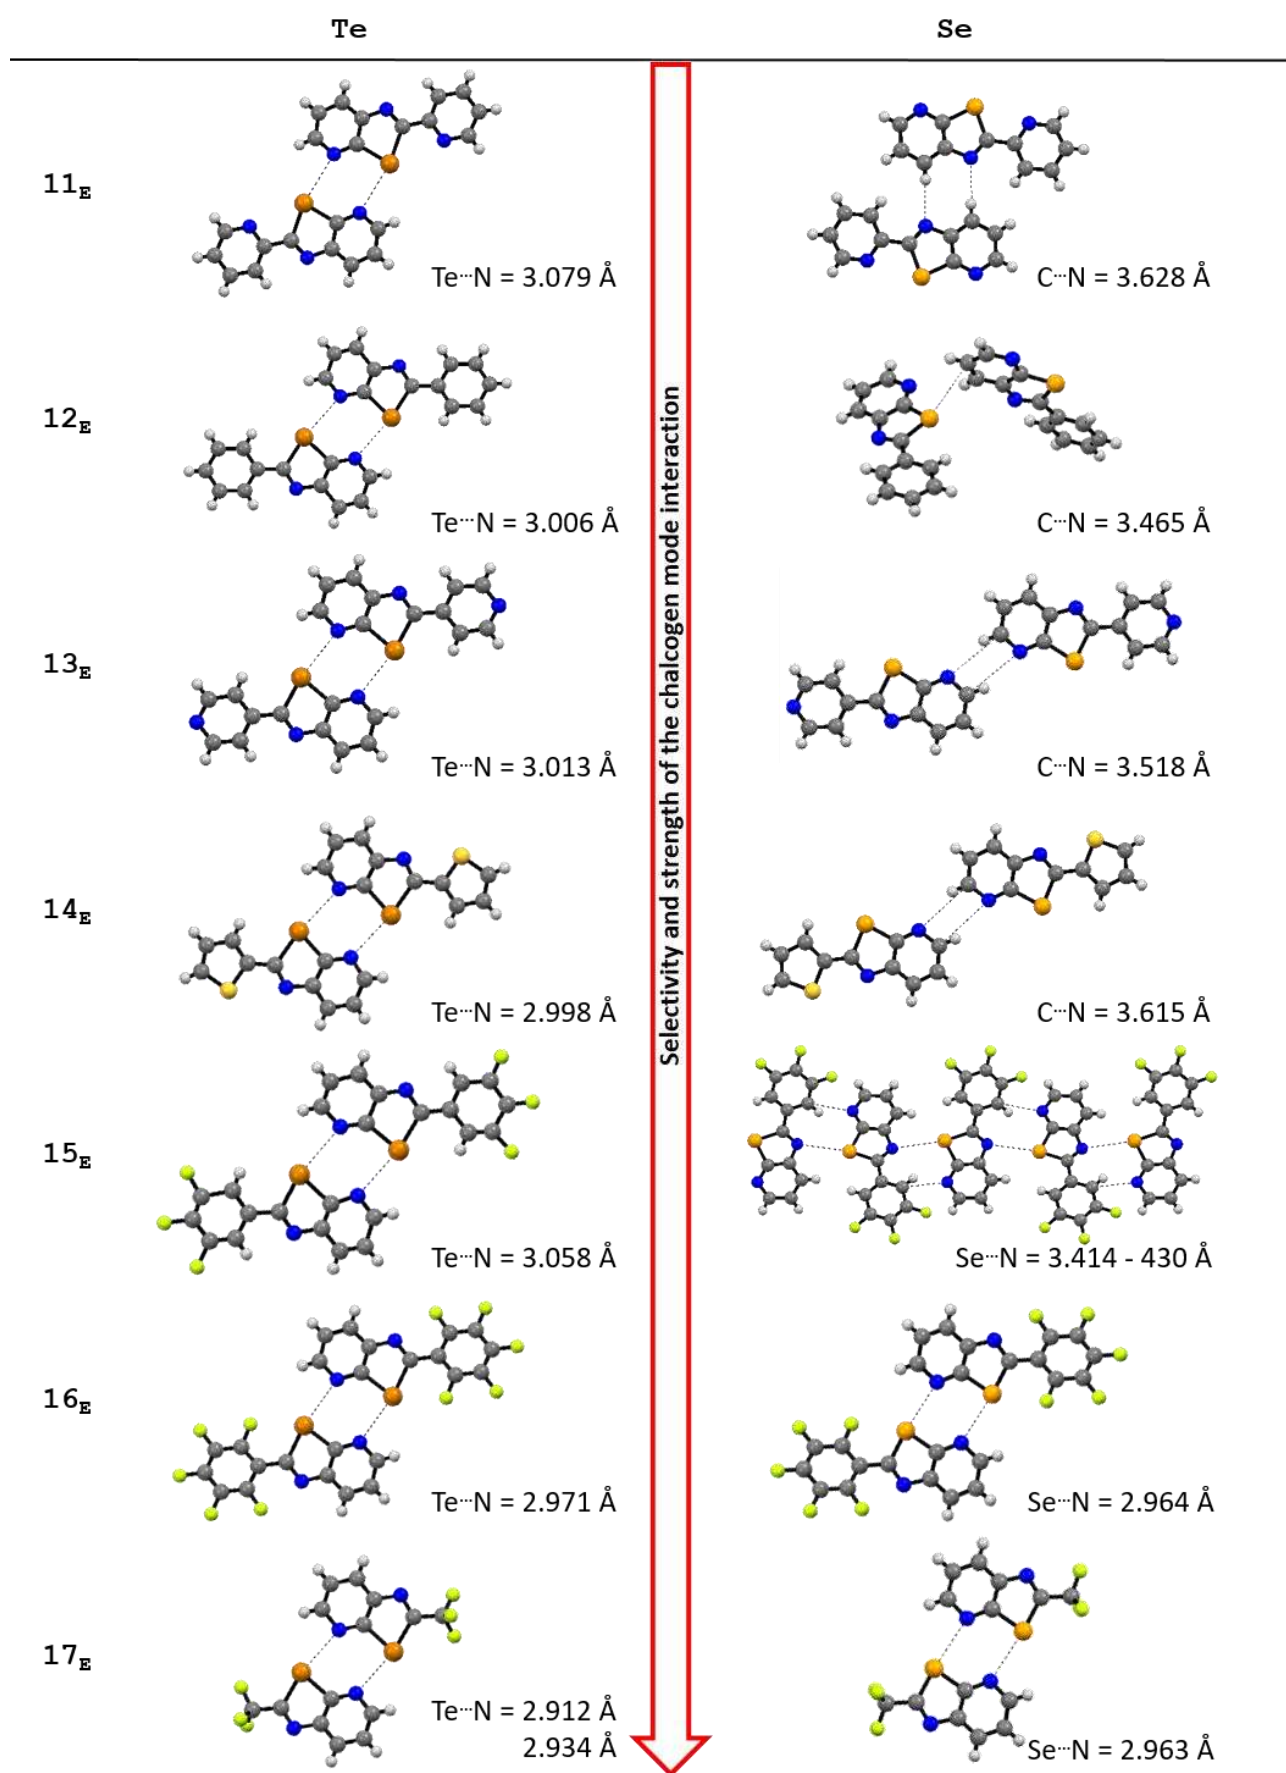 Te
Se
11E
Te···N = 3.079 Å
C···N = 3.628 Å
12E
Te···N = 3.006 Å
C···N = 3.465 Å
13E
Te···N = 3.013 Å
C···N = 3.518 Å
14E
Te···N = 2.998 Å
C···N = 3.615 Å
15E
Te···N = 3.058 Å
Se···N = 3.414 - 430 Å
16E
Te···N = 2.971 Å
Se···N = 2.964 Å
17E
Te···N = 2.912 Å
2.934 Å
Se···N = 2.963 Å
Selectivity and strength of the chalcogen mode interaction